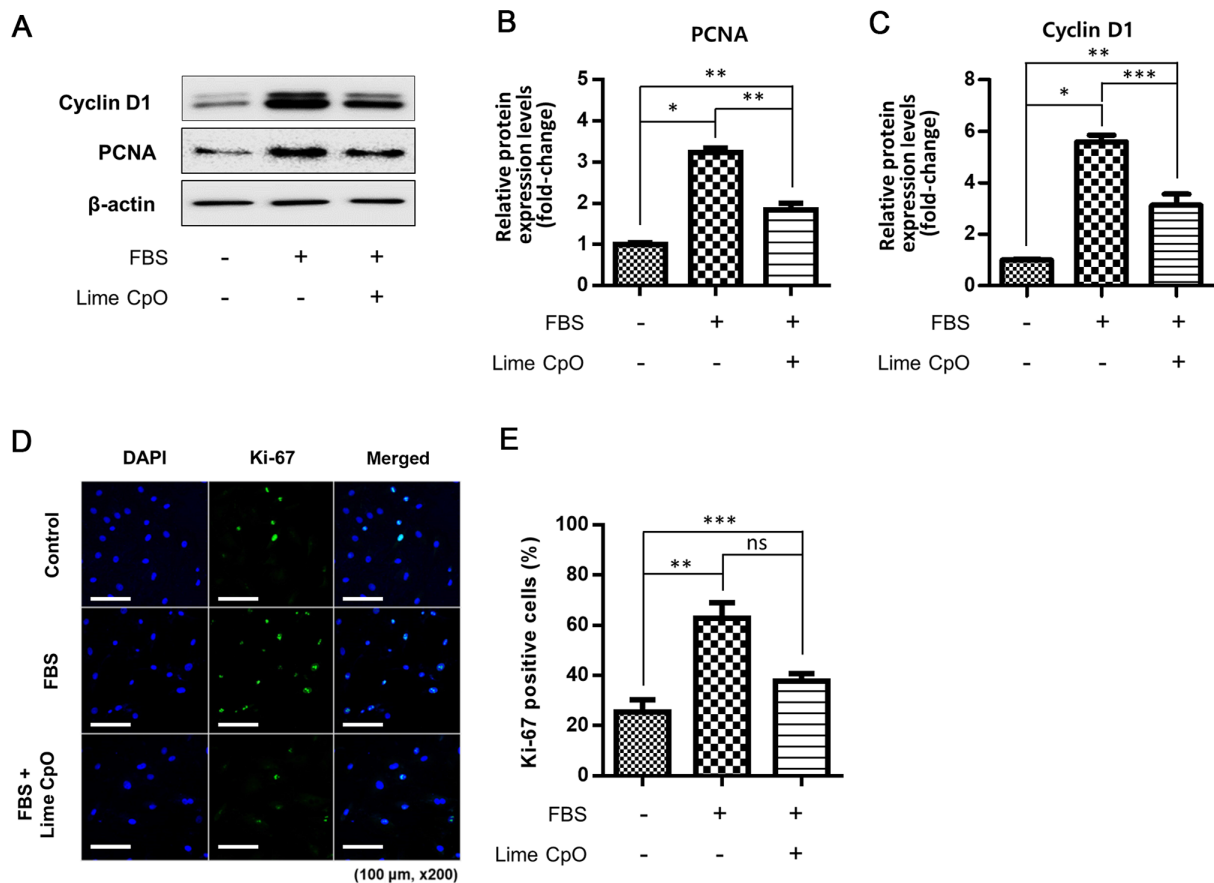 A
Cyclin D1
PCNA
β-actin
FBS - + +
Lime CpO - - +
B
PCNA
Relative protein
expression levels
(fold-change)
5
4
3
2
1
0
**
* **
FBS - + +
Lime CpO - - +
C
Cyclin D1
Relative protein
expression levels
(fold-change)
8
6
4
2
0
**
* ***
FBS - + +
Lime CpO - - +
D
DAPI Ki-67 Merged
Control
FBS
FBS +
Lime CpO
(100 µm, x200)
E
Ki-67 positive cells (%)
100
80
60
40
20
0
***
ns
**
FBS - + +
Lime CpO - - +